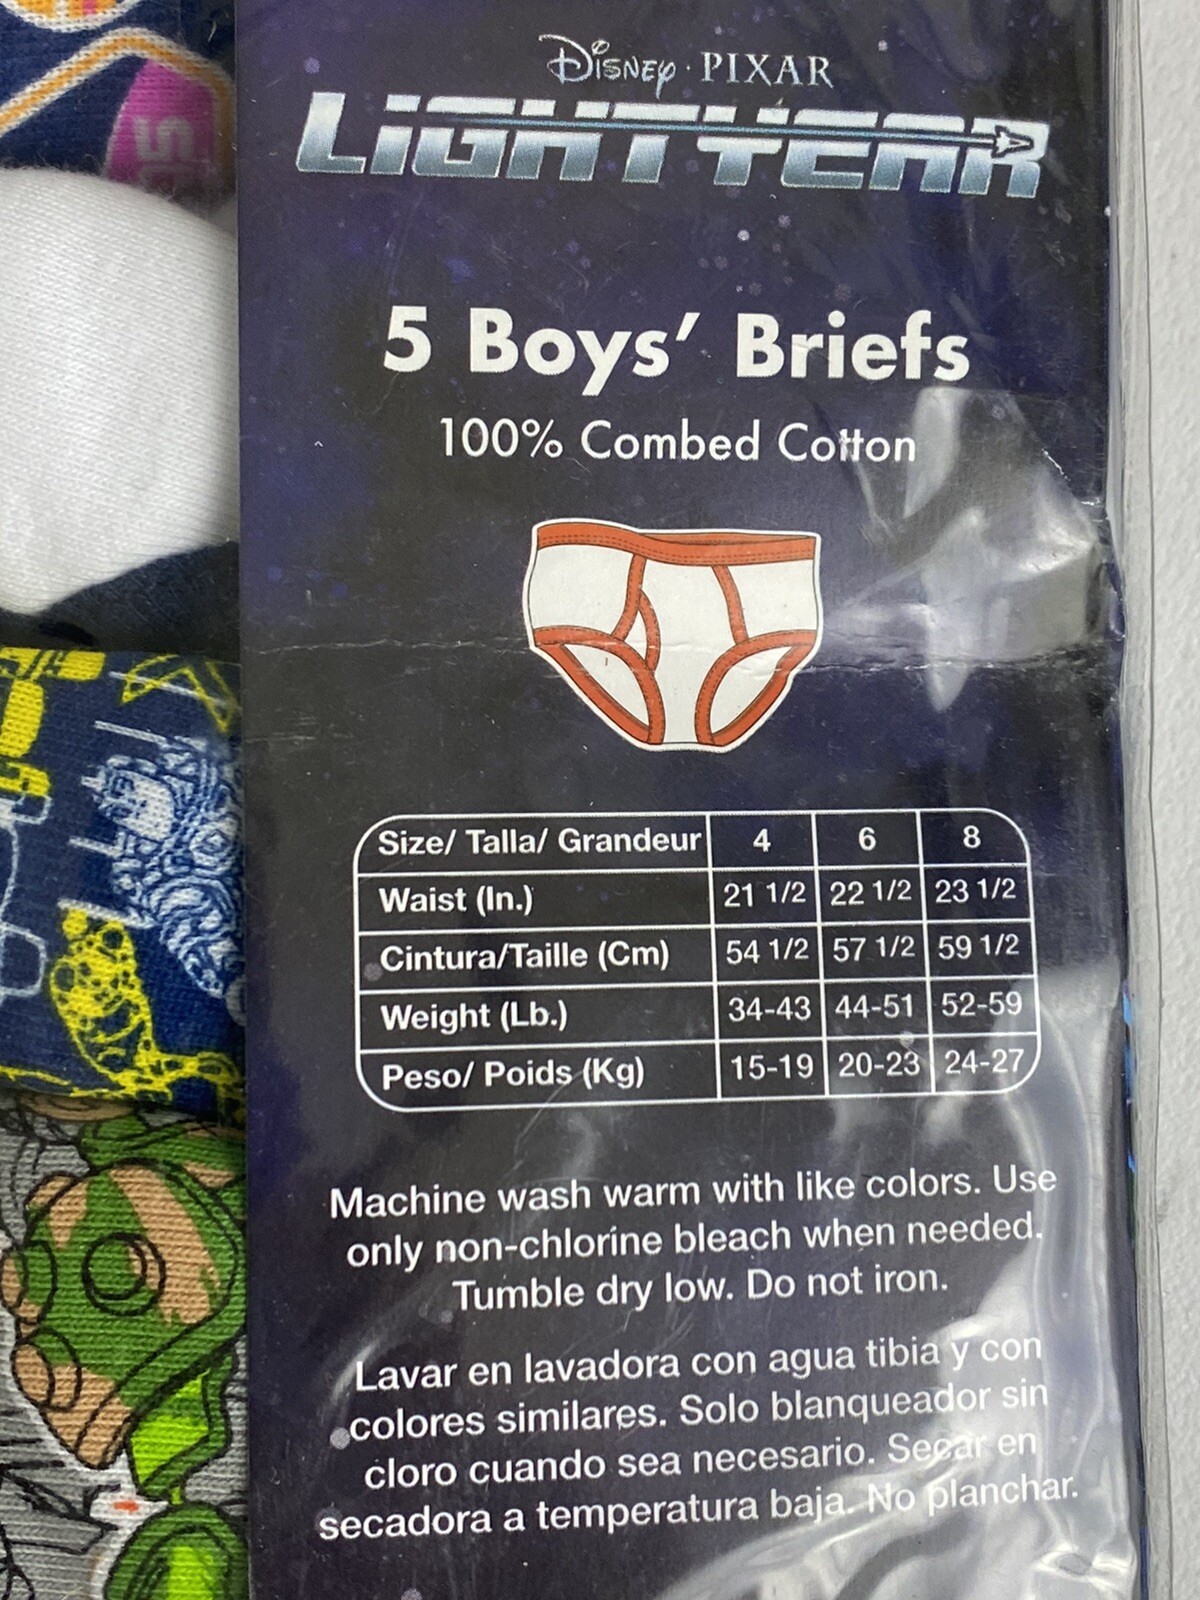 DISNEY · PIXAR
LIGHTYEAR
5 Boys' Briefs
100% Combed Cotton
Size/ Talla/ Grandeur 4 6 8
Waist (In.) 21 1/2 22 1/2 23 1/2
Cintura/Taille (Cm) 54 1/2 57 1/2 59 1/2
Weight (Lb.) 34-43 44-51 52-59
Peso/ Poids (Kg) 15-19 20-23 24-27
Machine wash warm with like colors. Use
only non-chlorine bleach when needed.
Tumble dry low. Do not iron.
Lavar en lavadora con agua tibia y con
colores similares. Solo blanqueador sin
cloro cuando sea necesario. Secar en
secadora a temperatura baja. No planchar.